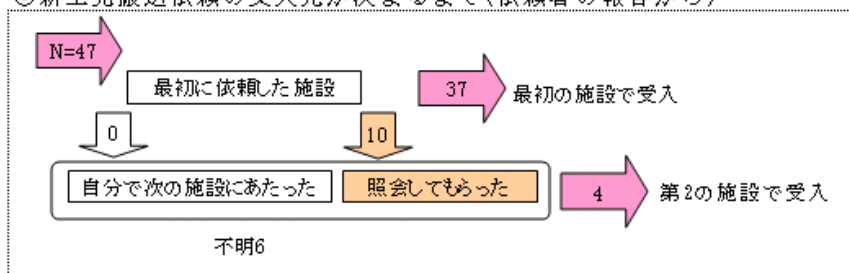 N=47
最初に依頼した施設
37
最初の施設で受入
0
10
自分で次の施設にあたった
照会してもらった
4
第2の施設で受入
不明6